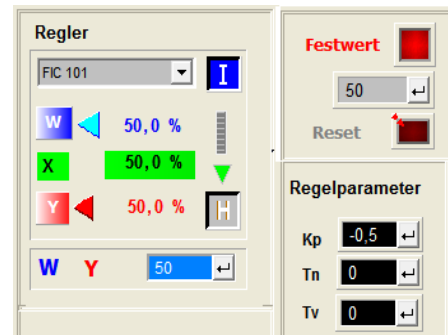 Regler
FIC 101
I
W 50,0 %
X 50,0 %
Y 50,0 %
H
W Y 50
Festwert
50
Reset
Regelparameter
Kp -0,5
Tn 0
Tv 0